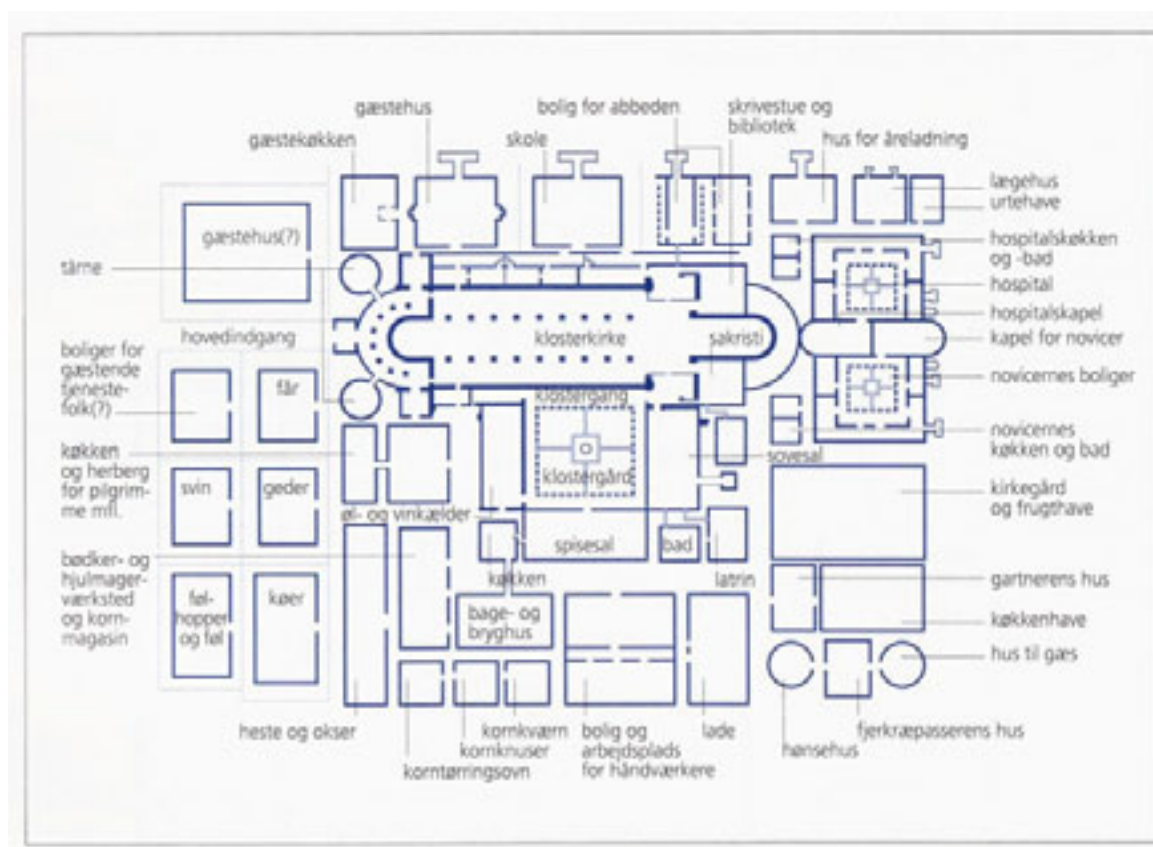 gæstehus
gæstekøkken
skole
bolig for abbeden
skrivestue og
bibliotek
hus for åreladning
lægehus
urtehave
gæstehus(?)
tårne
hovedindgang
hospitalskøkken
og -bad
hospital
hospitalskapel
kapel for novicer
novicernes boliger
novicernes
køkken og bad
klosterkirke
sakristi
klostergang
klostergård
sovesal
boliger for
gæstende
tjeneste-
folk(?)
får
køkken
og herberg
for pilgrim-
me mfl.
svin
geder
øl- og vinkælder
spisesal
bad
køkken
latrin
kirkegård
og frugthave
bødker- og
hjulmager-
værksted
og korn-
magasin
føl-
hopper
og føl
køer
bage- og
bryghus
gartnerens hus
køkkenhave
hus til gæs
heste og okser
kornkværn
kornknuser
korntørringsovn
bolig og
arbejdsplads
for håndværkere
lade
hønsehus
fjerkræpasserens hus